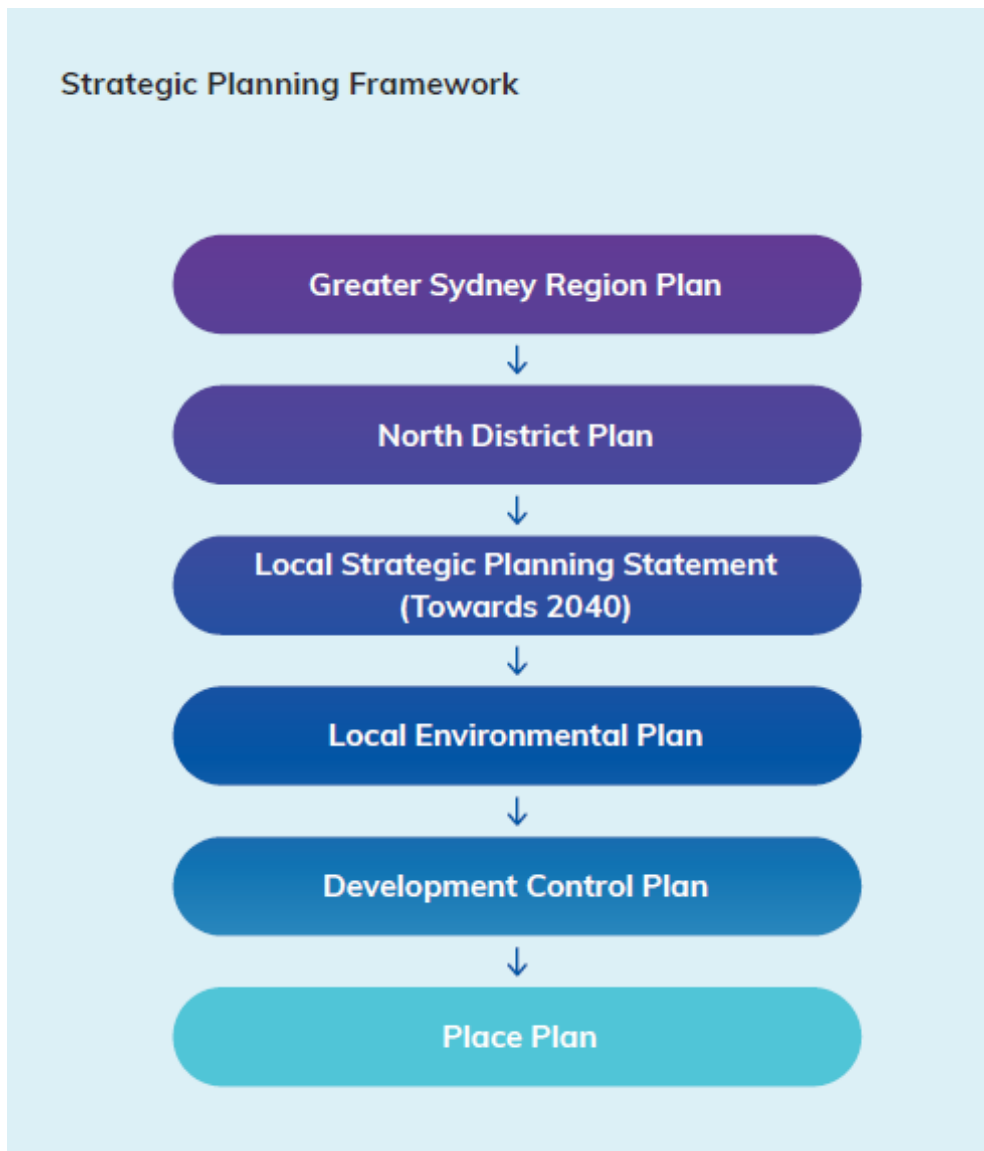 Strategic Planning Framework
Greater Sydney Region Plan
North District Plan
Local Strategic Planning Statement
(Towards 2040)
Local Environmental Plan
Development Control Plan
Place Plan